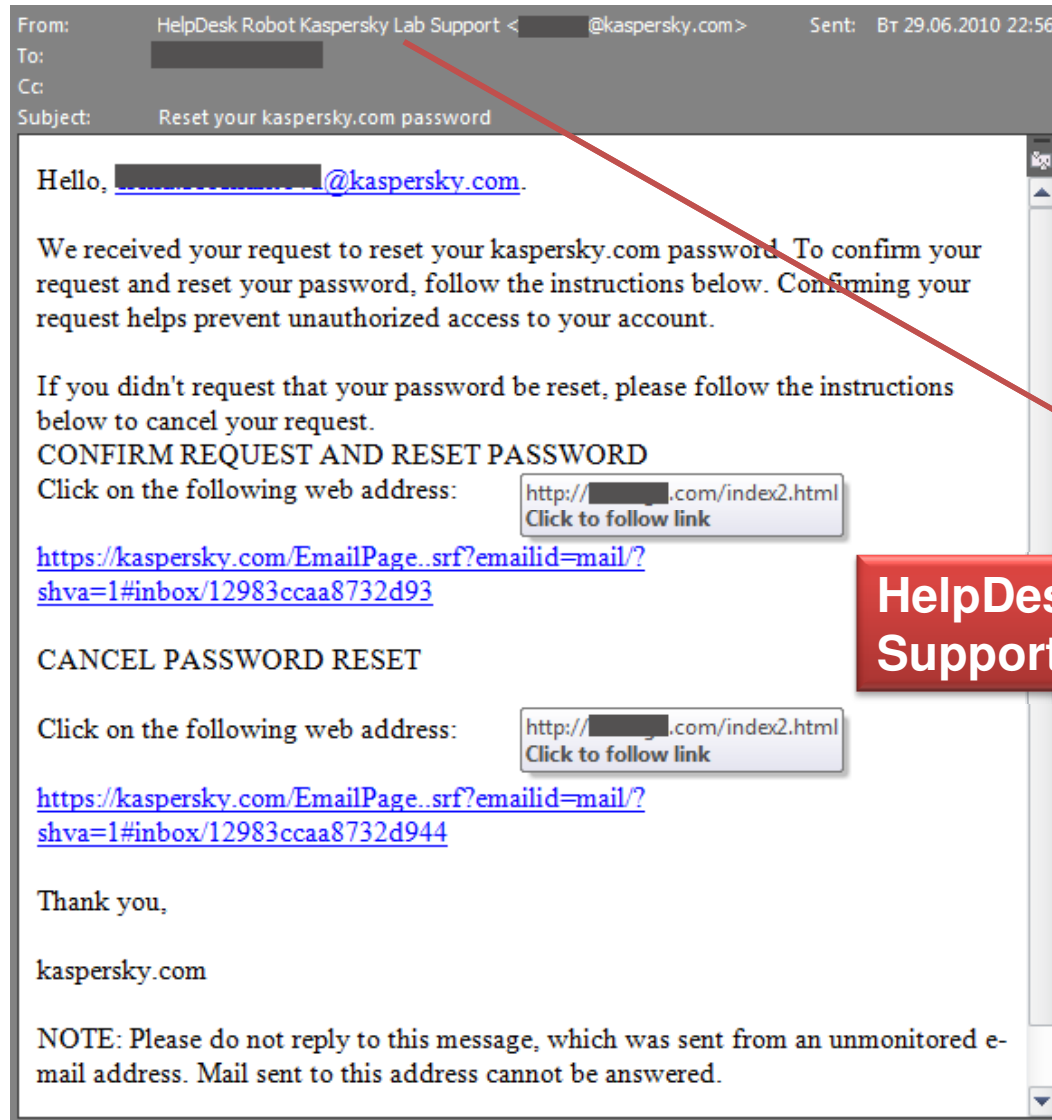 From: HelpDesk Robot Kaspersky Lab Support < @kaspersky.com> Sent: Вт 29.06.2010 22:56
To:
Cc:
Subject: Reset your kaspersky.com password
Hello, @kaspersky.com.
We received your request to reset your kaspersky.com password. To confirm your
request and reset your password, follow the instructions below. Confirming your
request helps prevent unauthorized access to your account.
If you didn't request that your password be reset, please follow the instructions
below to cancel your request.
CONFIRM REQUEST AND RESET PASSWORD
Click on the following web address:
http:// .com/index2.html
Click to follow link
https://kaspersky.com/EmailPage..srf?emailid=mail/?
shva=1#inbox/12983ccaa8732d93
HelpDes
Support
CANCEL PASSWORD RESET
Click on the following web address:
http:// .com/index2.html
Click to follow link
https://kaspersky.com/EmailPage..srf?emailid=mail/?
shva=1#inbox/12983ccaa8732d944
Thank you,
kaspersky.com
NOTE: Please do not reply to this message, which was sent from an unmonitored e-
mail address. Mail sent to this address cannot be answered.